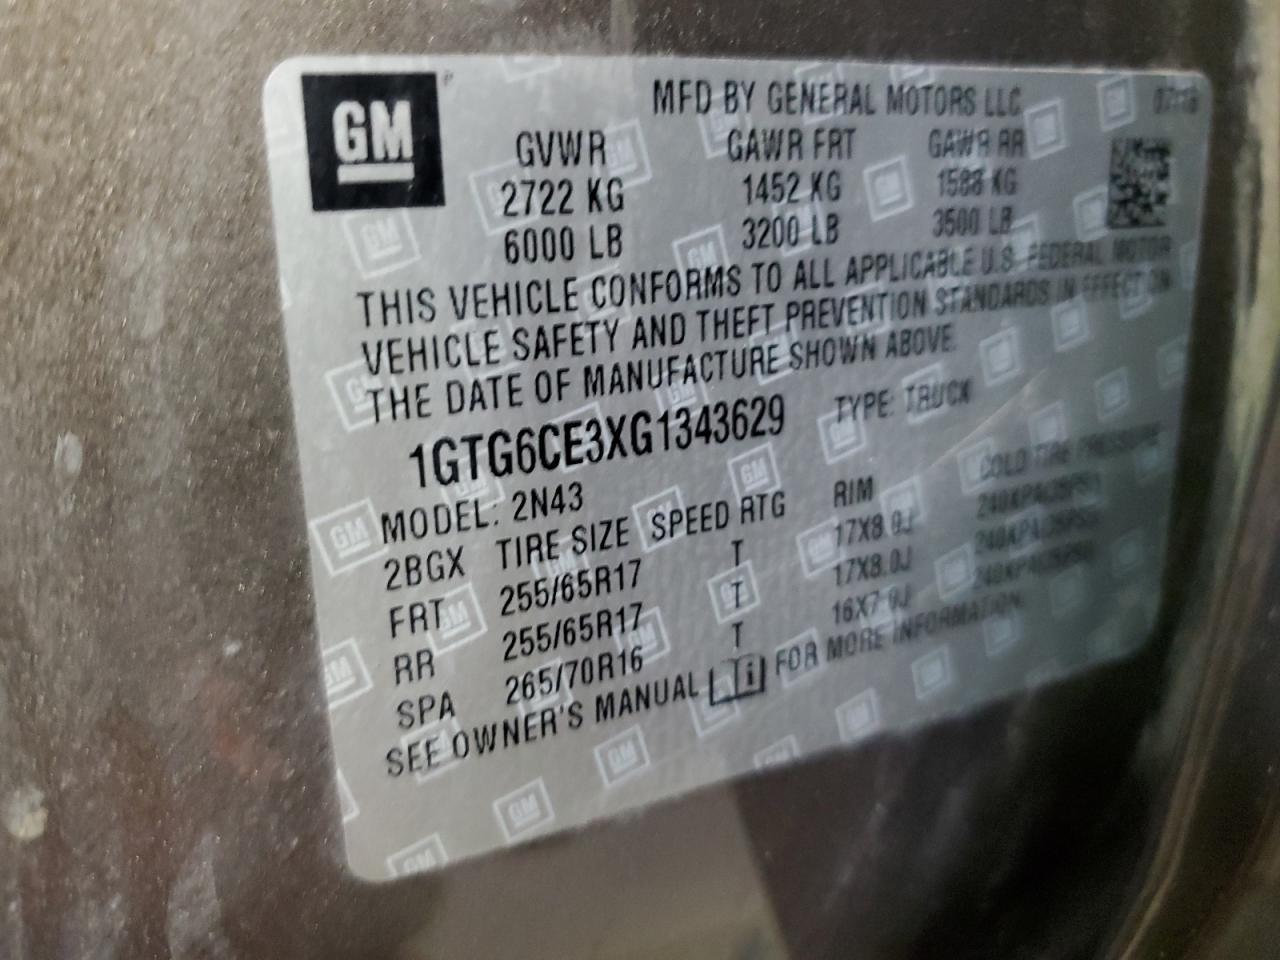 GM
MFD BY GENERAL MOTORS LLC
GVWR GAWR FRT GAWR RR
2722 KG 1452 KG 1588 KG
6000 LB 3200 LB 3500 LB
THIS VEHICLE CONFORMS TO ALL APPLICABLE U.S. FEDERAL MOTOR
VEHICLE SAFETY AND THEFT PREVENTION STANDARDS IN EFFECT ON
THE DATE OF MANUFACTURE SHOWN ABOVE.
1GTG6CE3XG1343629 TYPE: TRUCK
MODEL: 2N43
2BGX TIRE SIZE SPEED RTG RIM COLD TIRE PRESSURE
FRT 255/65R17 T 17X8.0J
RR 255/65R17 T 17X8.0J
SPA 265/70R16 T 16X7.0J
SEE OWNER'S MANUAL FOR MORE INFORMATION.